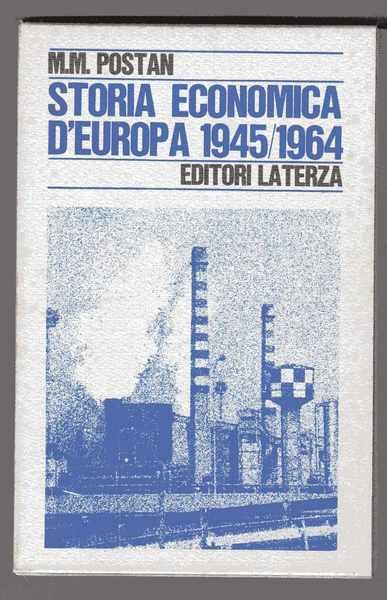 M.M. POSTAN
STORIA ECONOMICA
D'EUROPA 1945/1964
EDITORI LATERZA